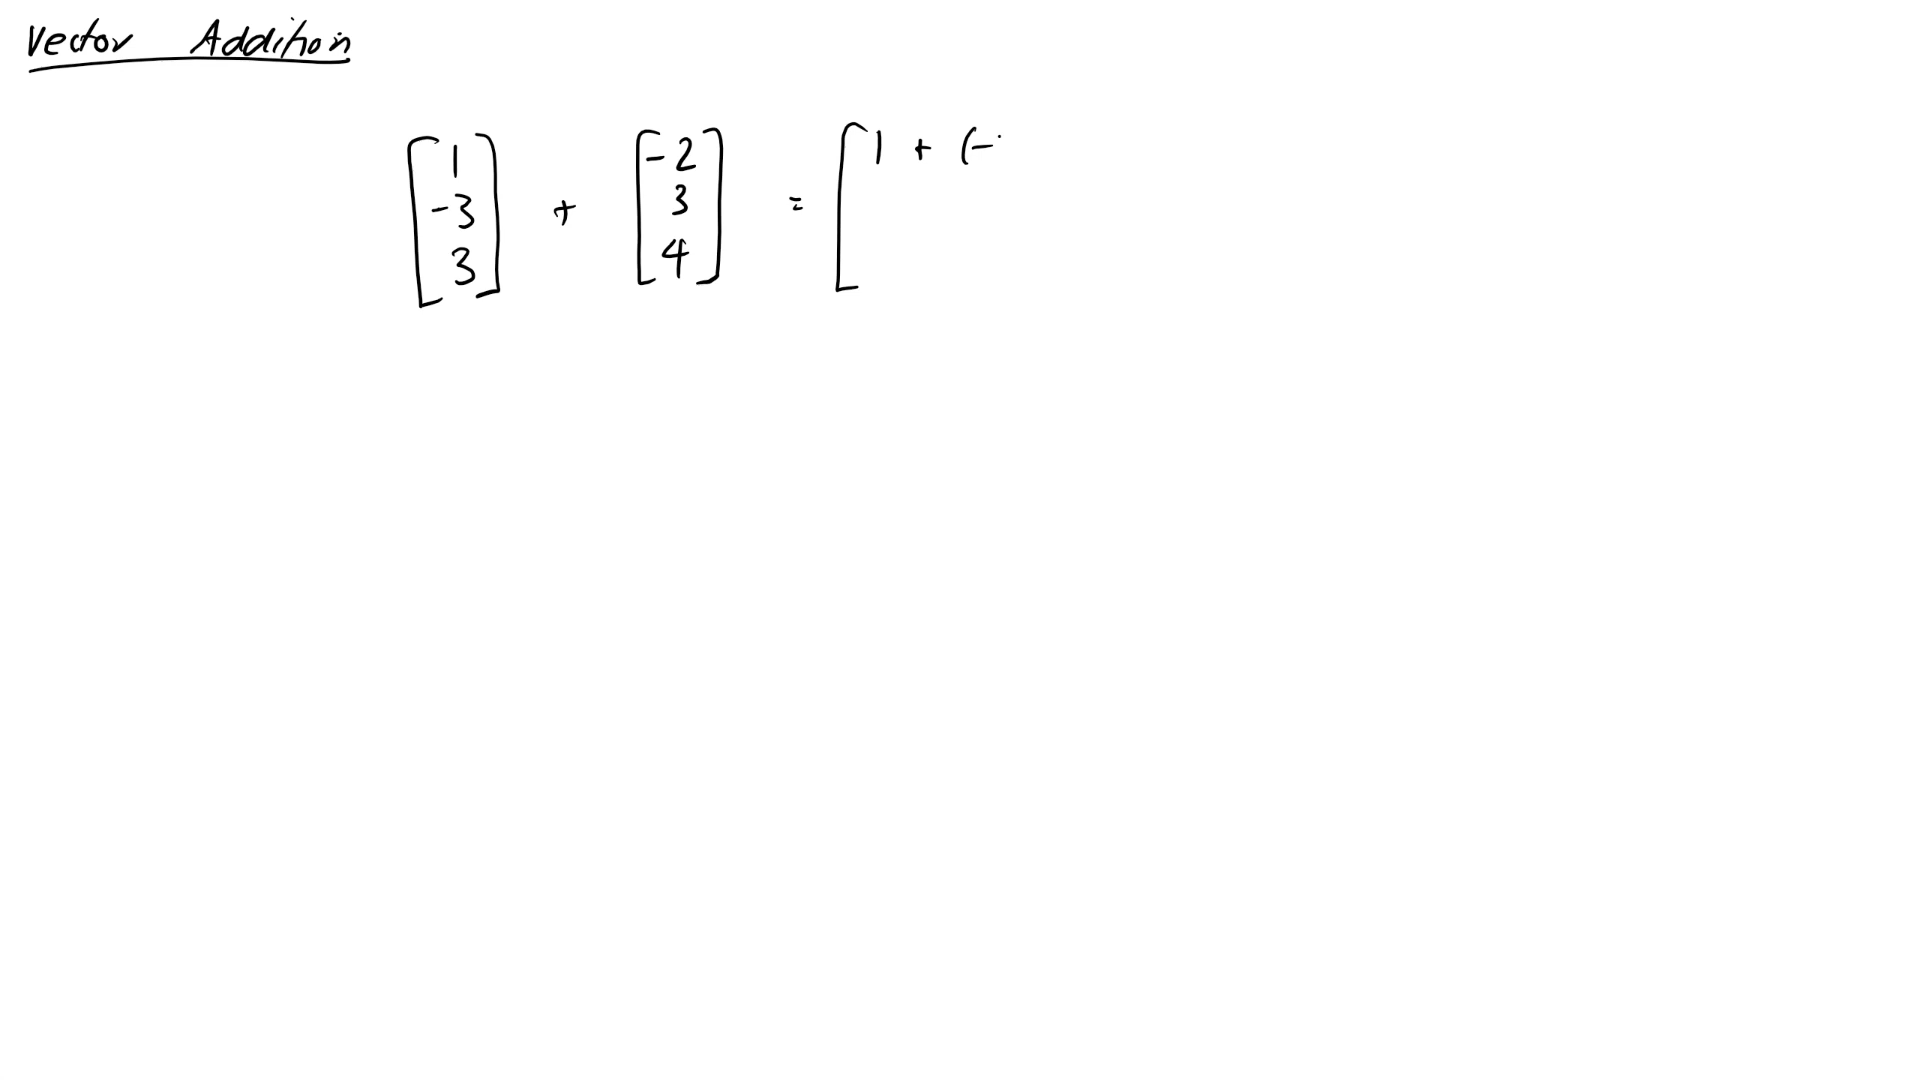 Vector Addition
[1 -3 3] + [-2 3 4] = [1 + (-